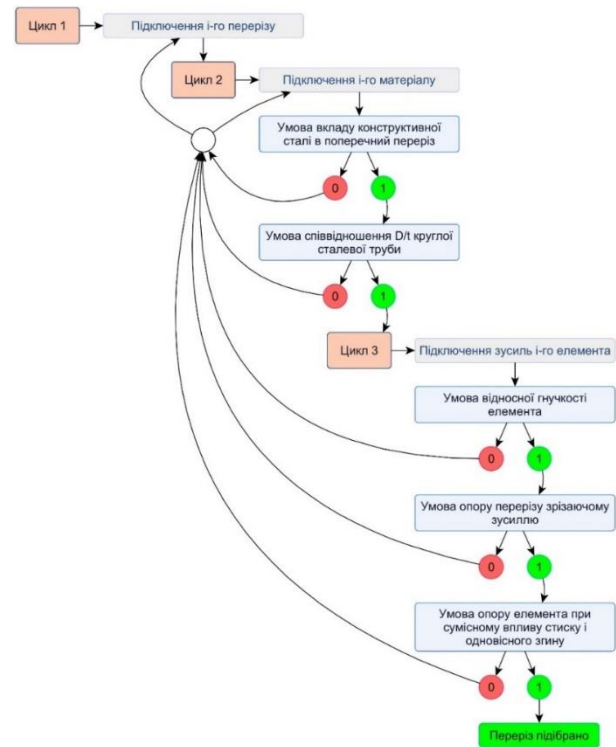 Цикл 1
Підключення i-го перерізу
Цикл 2
Підключення i-го матеріалу
Умова вкладу конструктивної
сталі в поперечний переріз
0
1
Умова співвідношення D/t круглої
сталевої труби
0
1
Цикл 3
Підключення зусиль i-го елемента
Умова відносної гнучкості
елемента
0
1
Умова опору перерізу зрізаючому
зусиллю
0
1
Умова опору елемента при
сумісному впливу стиску і
одновісного згину
0
1
Переріз підібрано